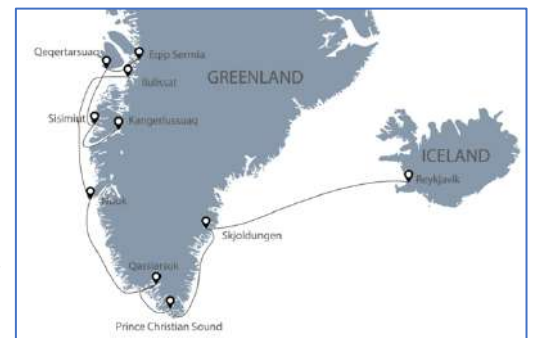 Qeqertarsuaq
Eqip Sermia
Ilulissat
GREENLAND
Sisimiut
Kangerlussuaq
ICELAND
Reykjavik
Nuuk
Skjoldungen
Qassiarsuk
Prince Christian Sound